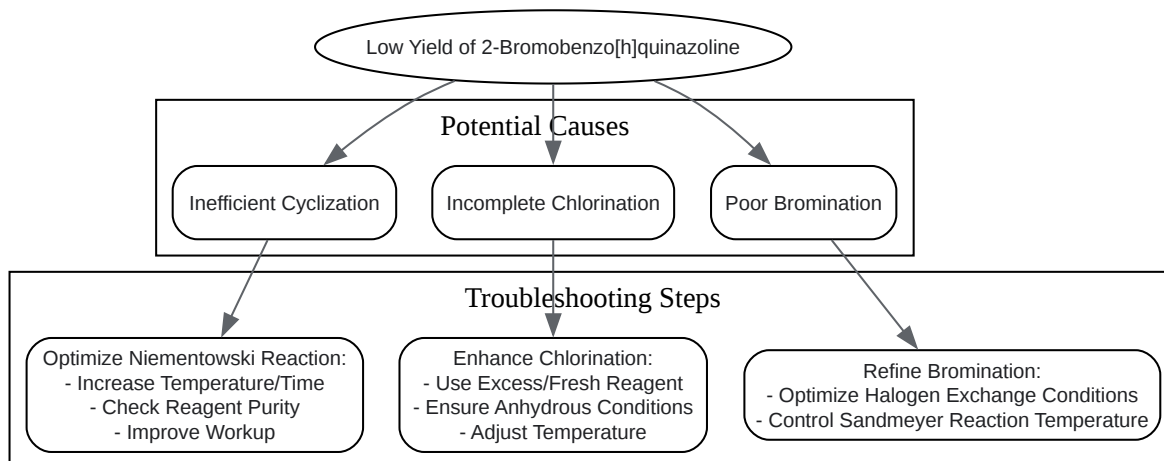 Low Yield of 2-Bromobenzo[h]quinazoline
Potential Causes
Inefficient Cyclization
Incomplete Chlorination
Poor Bromination
Troubleshooting Steps
Optimize Niementowski Reaction:
- Increase Temperature/Time
- Check Reagent Purity
- Improve Workup
Enhance Chlorination:
- Use Excess/Fresh Reagent
- Ensure Anhydrous Conditions
- Adjust Temperature
Refine Bromination:
- Optimize Halogen Exchange Conditions
- Control Sandmeyer Reaction Temperature